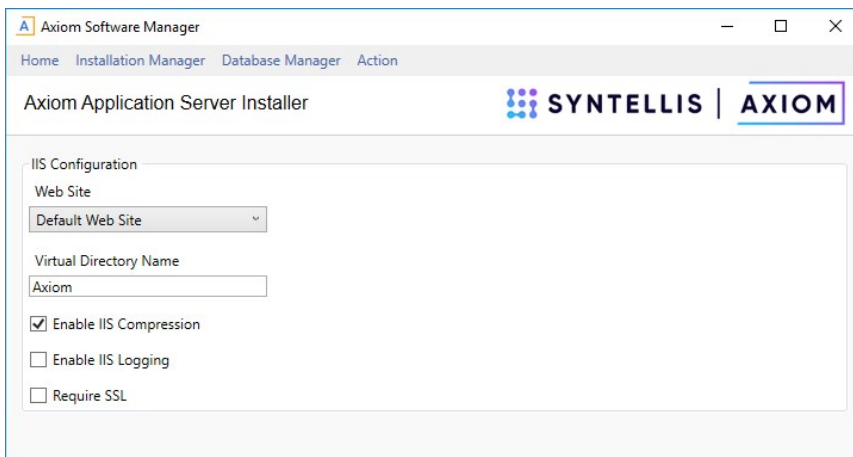 A Axiom Software Manager
Home Installation Manager Database Manager Action
Axiom Application Server Installer
SYNTELLIS | AXIOM
IIS Configuration
Web Site
Default Web Site
Virtual Directory Name
Axiom
Enable IIS Compression
Enable IIS Logging
Require SSL